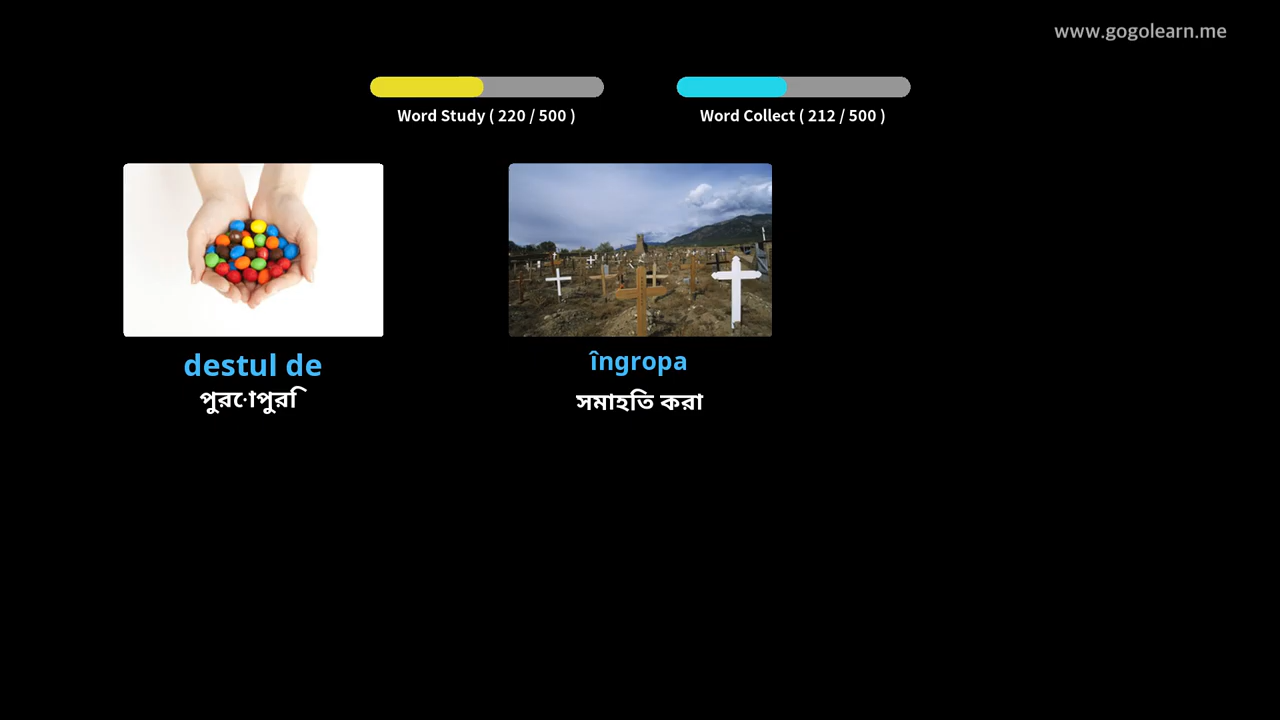 www.gogolearn.me
Word Study ( 220 / 500 )
Word Collect ( 212 / 500 )
destul de
পুরোপুরি
îngropa
সমাহিত করা